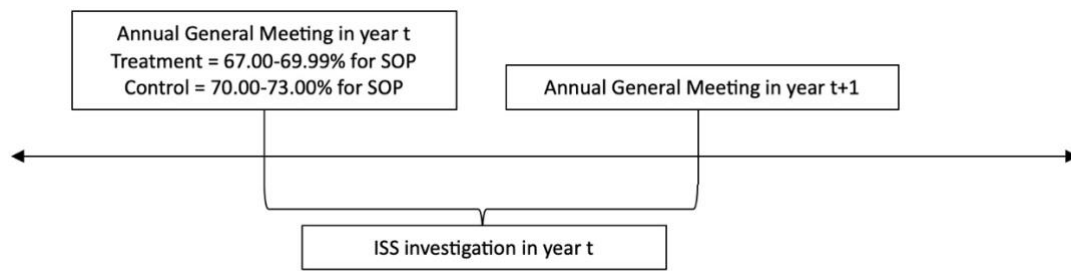 Annual General Meeting in year t
Treatment = 67.00-69.99% for SOP
Control = 70.00-73.00% for SOP
Annual General Meeting in year t+1
ISS investigation in year t